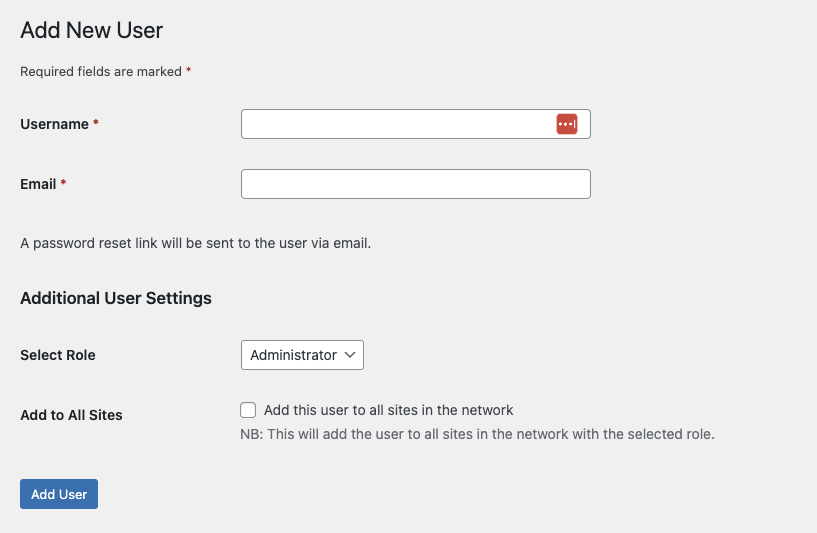 Add New User
Required fields are marked *
Username *
Email *
A password reset link will be sent to the user via email.
Additional User Settings
Select Role
Administrator
Add to All Sites
Add this user to all sites in the network
NB: This will add the user to all sites in the network with the selected role.
Add User